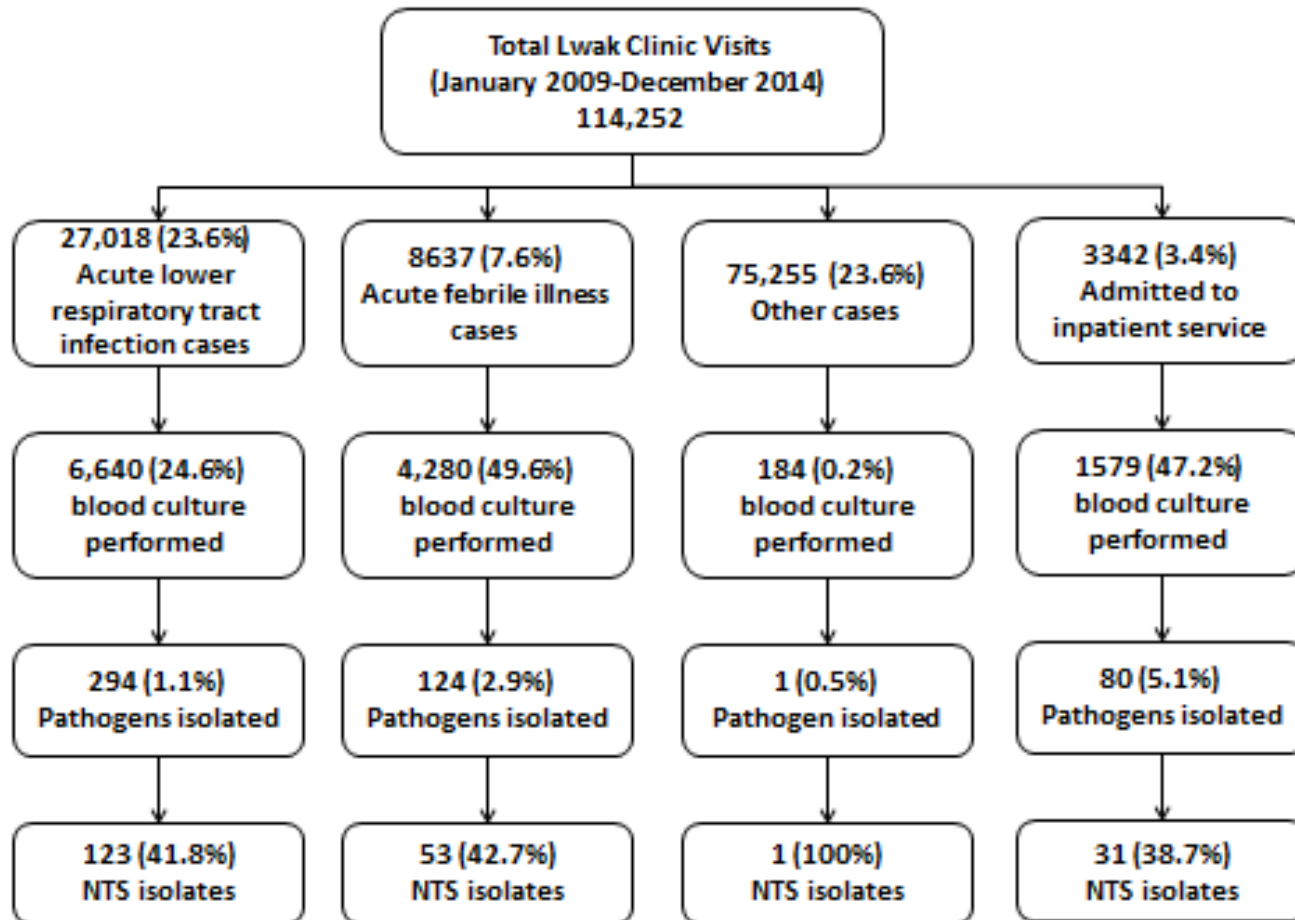 Total Lwak Clinic Visits
(January 2009-December 2014)
114,252
27,018 (23.6%)
Acute lower
respiratory tract
infection cases
8637 (7.6%)
Acute febrile illness
cases
75,255 (23.6%)
Other cases
3342 (3.4%)
Admitted to
inpatient service
6,640 (24.6%)
blood culture
performed
4,280 (49.6%)
blood culture
performed
184 (0.2%)
blood culture
performed
1579 (47.2%)
blood culture
performed
294 (1.1%)
Pathogens isolated
124 (2.9%)
Pathogens isolated
1 (0.5%)
Pathogen isolated
80 (5.1%)
Pathogens isolated
123 (41.8%)
NTS isolates
53 (42.7%)
NTS isolates
1 (100%)
NTS isolates
31 (38.7%)
NTS isolates